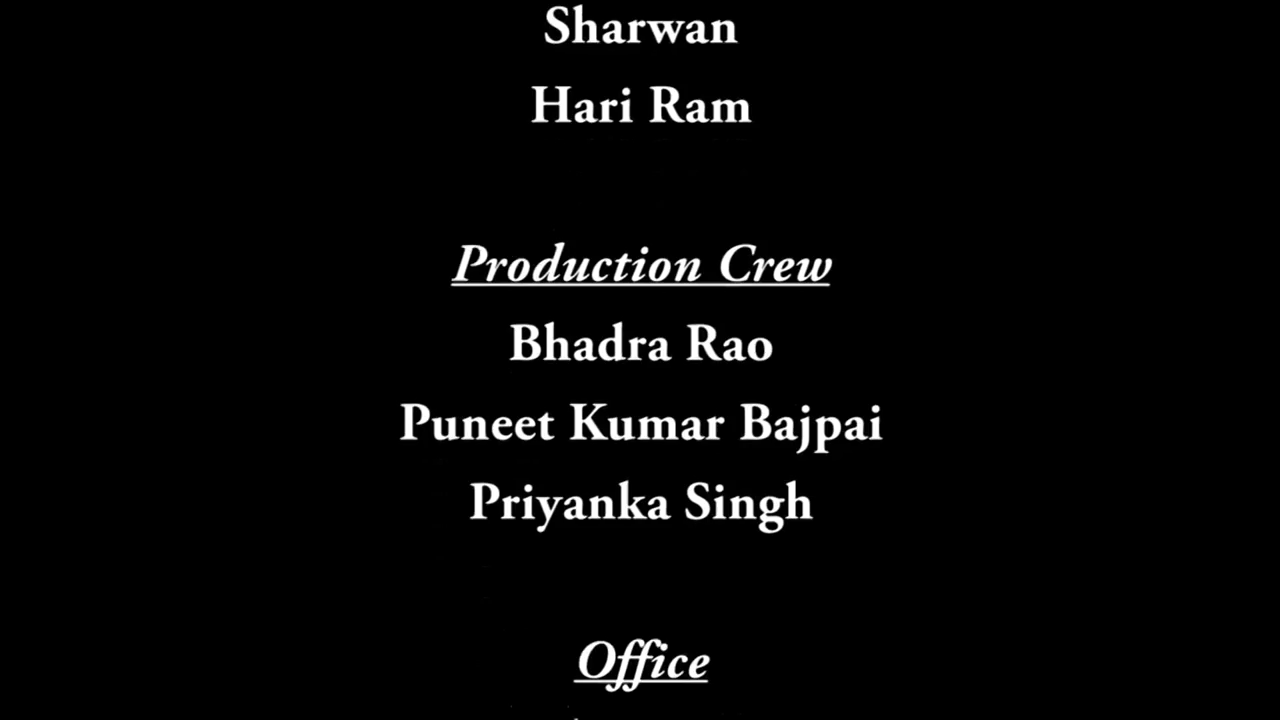 Sharwan
Hari Ram
Production Crew
Bhadra Rao
Puneet Kumar Bajpai
Priyanka Singh
Office